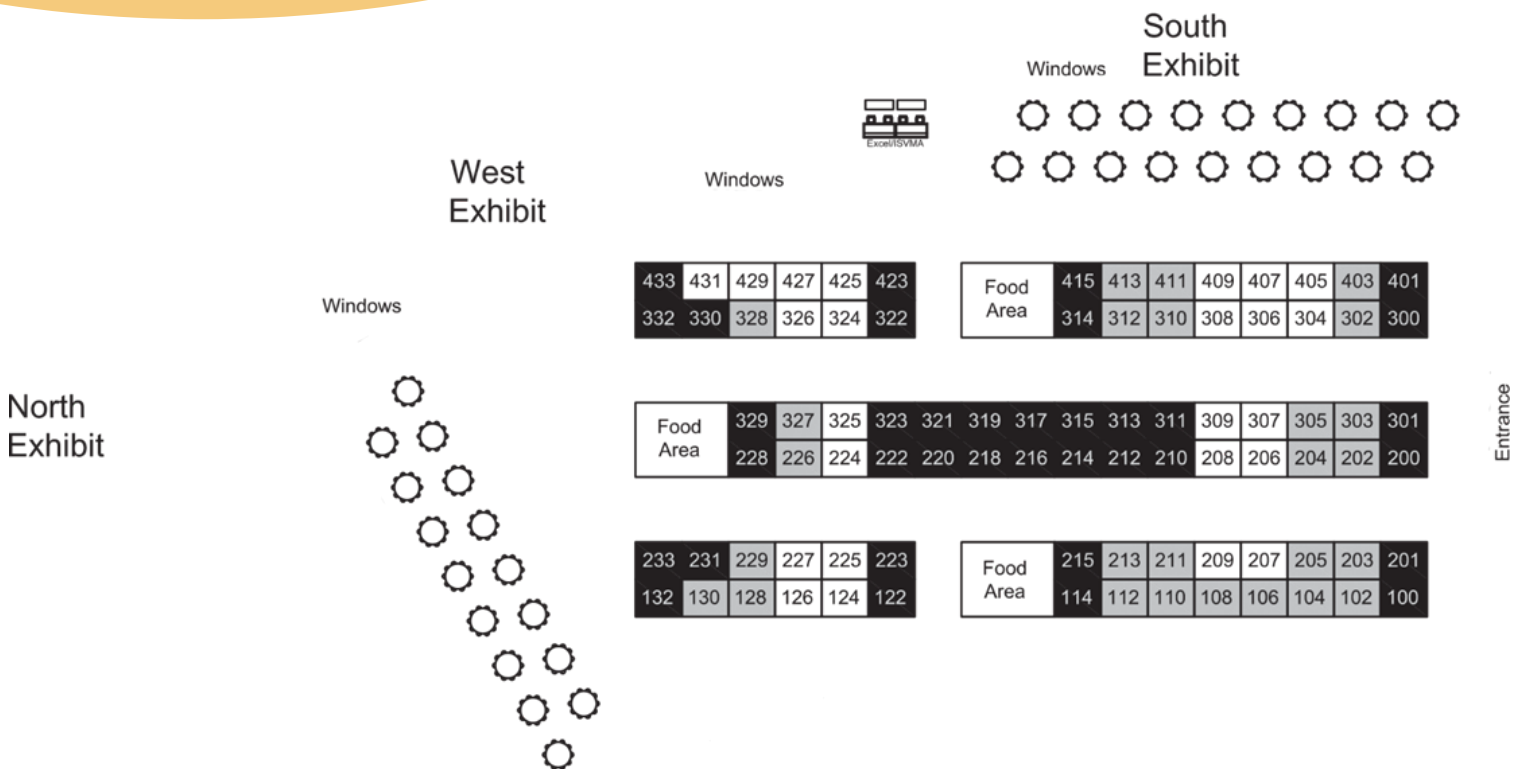 South
Exhibit
Windows
Excel/ISVMA
West
Exhibit
Windows
Windows
North
Exhibit
433 431 429 427 425 423
332 330 328 326 324 322
Food
Area
415 413 411 409 407 405 403 401
314 312 310 308 306 304 302 300
Food
Area
329 327 325 323 321 319 317 315 313 311 309 307 305 303 301
228 226 224 222 220 218 216 214 212 210 208 206 204 202 200
Entrance
233 231 229 227 225 223
132 130 128 126 124 122
Food
Area
215 213 211 209 207 205 203 201
114 112 110 108 106 104 102 100